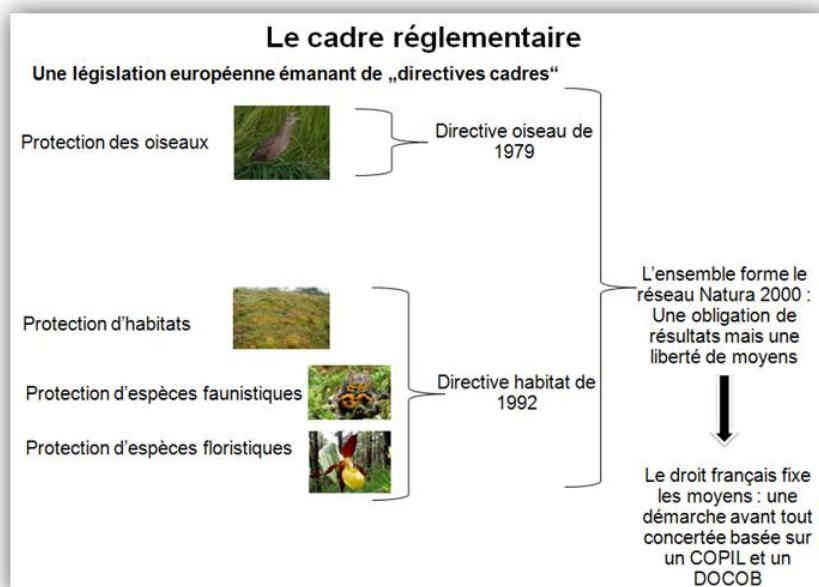 Le cadre réglementaire
Une législation européenne émanant de „directives cadres“
Protection des oiseaux
Directive oiseau de
1979
Protection d'habitats
Protection d'espèces faunistiques
Protection d'espèces floristiques
Directive habitat de
1992
L'ensemble forme le
réseau Natura 2000 :
Une obligation de
résultats mais une
liberté de moyens
Le droit français fixe
les moyens : une
démarche avant tout
concertée basée sur
un COPIL et un
DOCOB